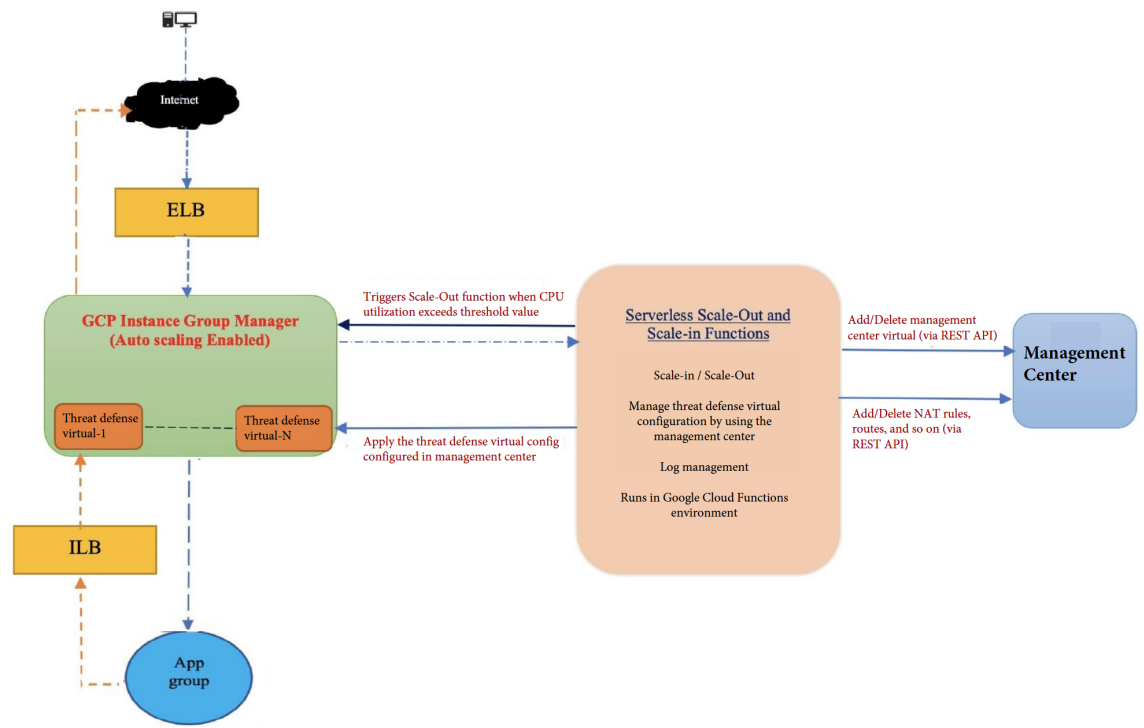 Internet
ELB
GCP Instance Group Manager
(Auto scaling Enabled)
Threat defense
virtual-1
Threat defense
virtual-N
ILB
App
group
Triggers Scale-Out function when CPU
utilization exceeds threshold value
Apply the threat defense virtual config
configured in management center
Serverless Scale-Out and
Scale-in Functions
Scale-in / Scale-Out
Manage threat defense virtual
configuration by using the
management center
Log management
Runs in Google Cloud Functions
environment
Add/Delete management
center virtual (via REST API)
Add/Delete NAT rules,
routes, and so on (via
REST API)
Management
Center